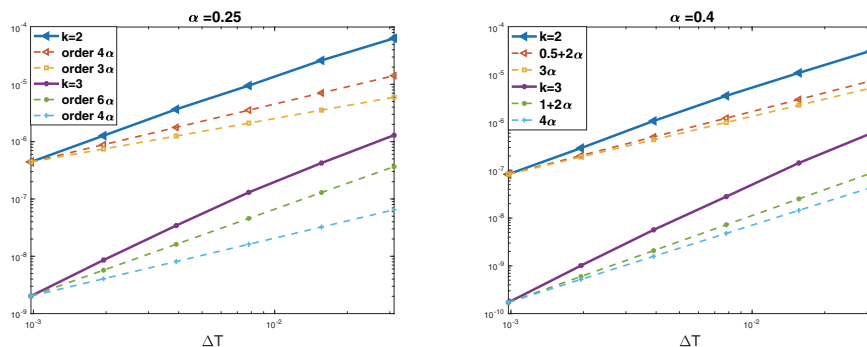 α =0.25
10⁻⁴
10⁻⁵
10⁻⁶
10⁻⁷
10⁻⁸
10⁻⁹
k=2
order 4α
order 3α
k=3
order 6α
order 4α
10⁻³
10⁻²
ΔT
α =0.4
10⁻⁴
10⁻⁵
10⁻⁶
10⁻⁷
10⁻⁸
10⁻⁹
10⁻¹⁰
k=2
0.5+2α
3α
k=3
1+2α
4α
10⁻³
10⁻²
ΔT